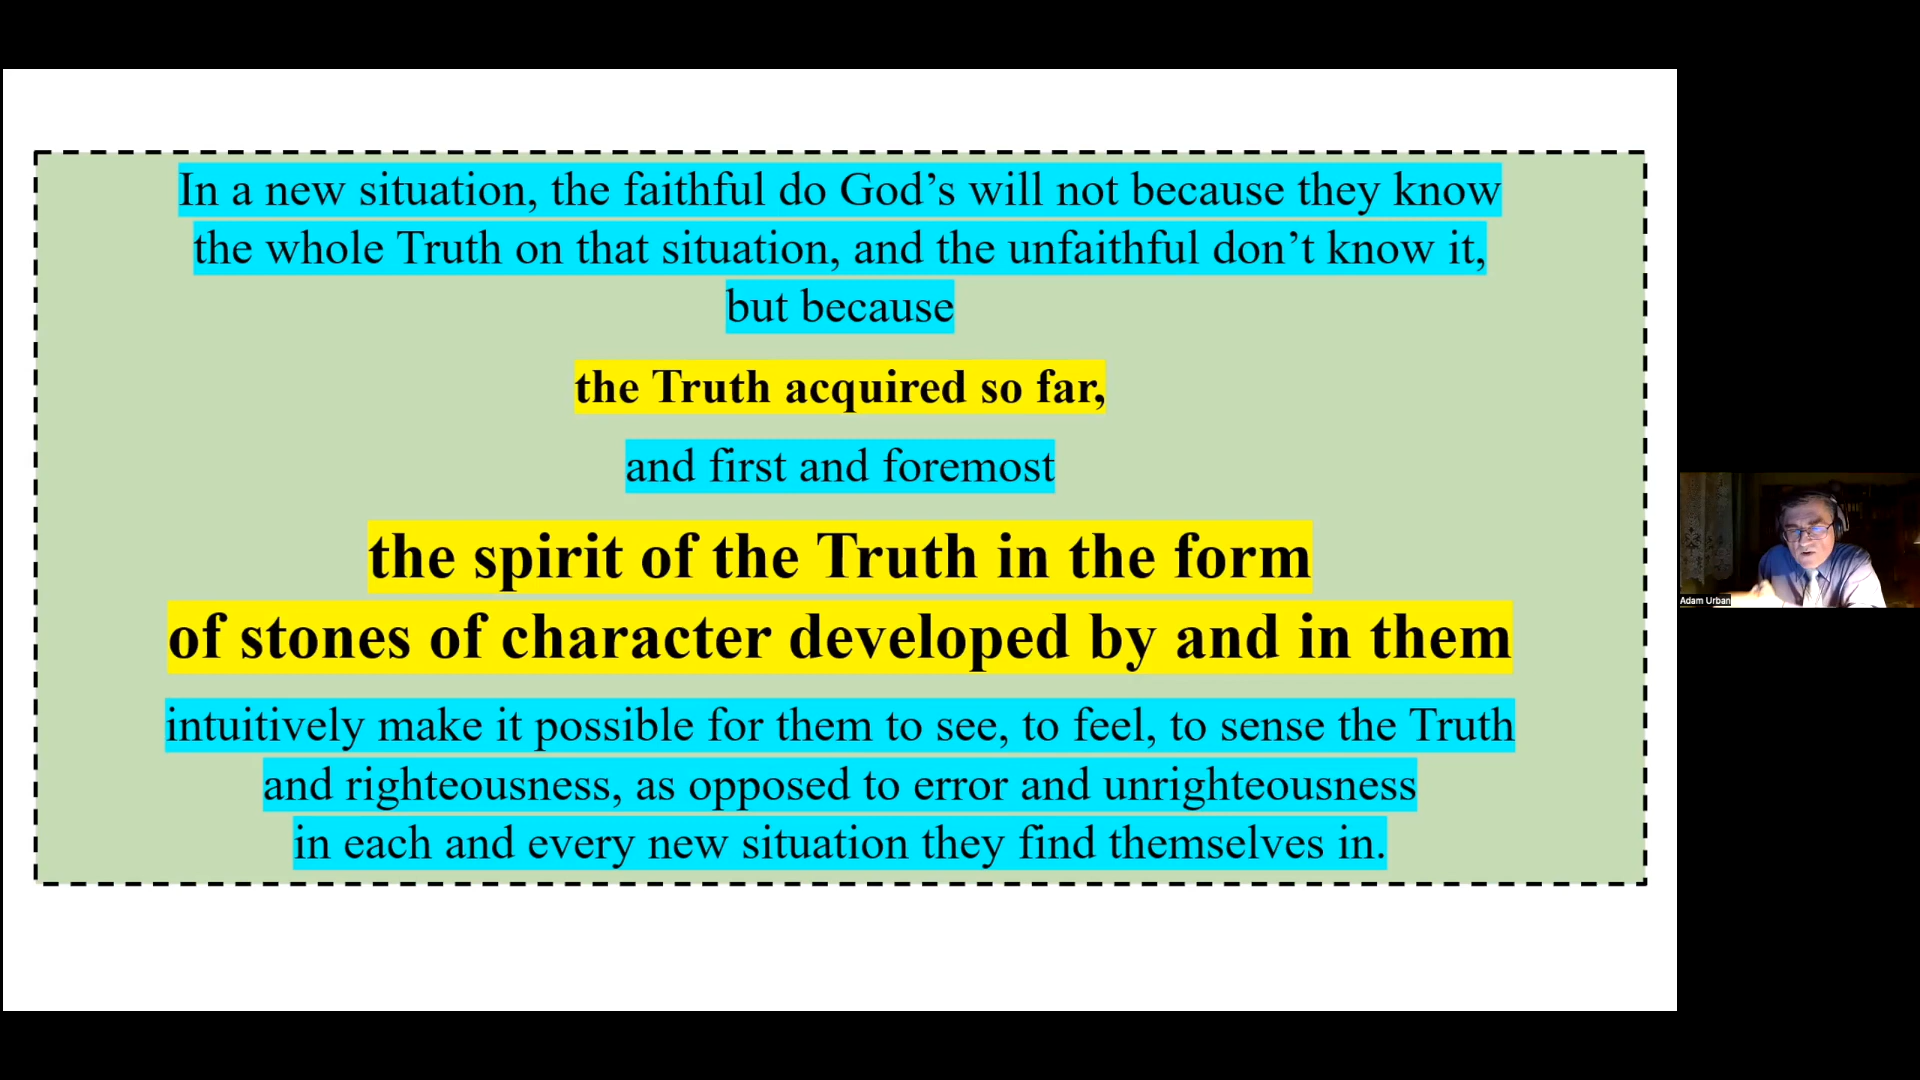 In a new situation, the faithful do God’s will not because they know
the whole Truth on that situation, and the unfaithful don’t know it,
but because
the Truth acquired so far,
and first and foremost
the spirit of the Truth in the form
of stones of character developed by and in them
intuitively make it possible for them to see, to feel, to sense the Truth
and righteousness, as opposed to error and unrighteousness
in each and every new situation they find themselves in.
Adam Urban